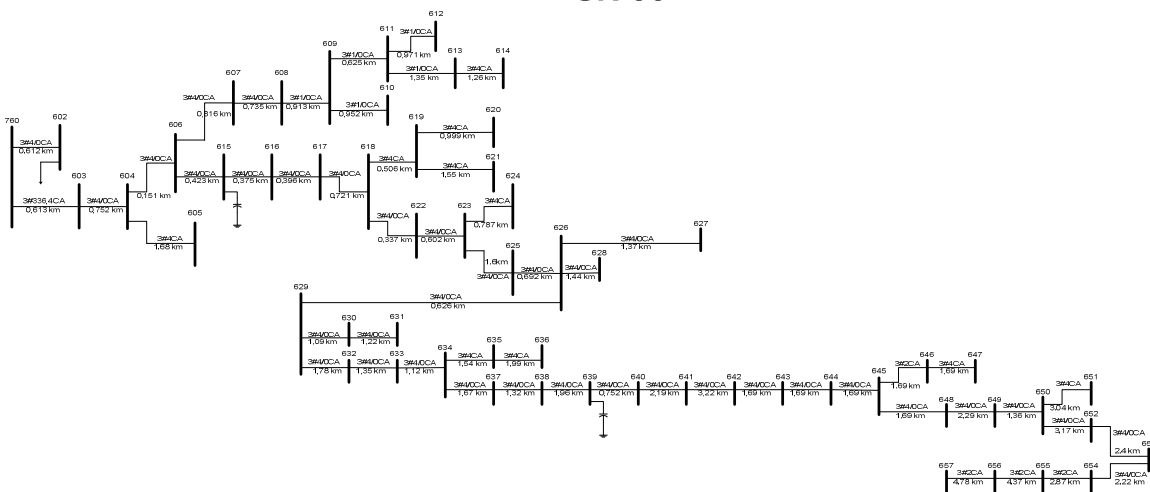 612
611
3#1/0CA
0,971 km
609
3#1/0CA
0,625 km
613
614
3#1/0CA
1,35 km
3#4CA
1,26 km
607
608
610
3#4/0CA
0,816 km
3#4/0CA
0,735 km
3#1/0CA
0,913 km
3#1/0CA
0,952 km
760
602
3#4/0CA
0,612 km
606
619
620
3#4CA
0,999 km
615
616
617
618
3#4/0CA
0,151 km
3#4/0CA
0,423 km
3#4/0CA
0,375 km
3#4/0CA
0,396 km
3#4/0CA
0,721 km
3#4CA
0,506 km
621
3#4CA
1,55 km
603
604
3#336,4CA
0,613 km
3#4/0CA
0,752 km
605
3#4CA
1,68 km
622
623
624
3#4CA
0,787 km
3#4/0CA
0,337 km
3#4/0CA
0,602 km
625
1,6km
3#4/0CA
626
627
3#4/0CA
1,37 km
628
3#4/0CA
0,692 km
3#4/0CA
1,44 km
629
3#4/0CA
0,626 km
630
631
3#4/0CA
1,09 km
3#4/0CA
1,22 km
632
633
634
3#4/0CA
1,78 km
3#4/0CA
1,35 km
3#4/0CA
1,12 km
635
636
3#4CA
1,54 km
3#4CA
1,99 km
637
638
639
640
641
642
643
644
645
3#4/0CA
1,67 km
3#4/0CA
1,32 km
3#4/0CA
1,96 km
3#4/0CA
0,752 km
3#4/0CA
2,19 km
3#4/0CA
3,22 km
3#4/0CA
1,69 km
3#4/0CA
1,69 km
3#4/0CA
1,69 km
646
647
3#2CA
1,69 km
3#4CA
1,69 km
648
649
650
651
3#4/0CA
1,69 km
3#4/0CA
2,29 km
3#4/0CA
1,36 km
3#4CA
3,04 km
652
3#4/0CA
3,17 km
3#4/0CA
2.4 km
657
656
655
654
3#2CA
4,78 km
3#2CA
4,37 km
3#2CA
2,87 km
3#4/0CA
2,22 km